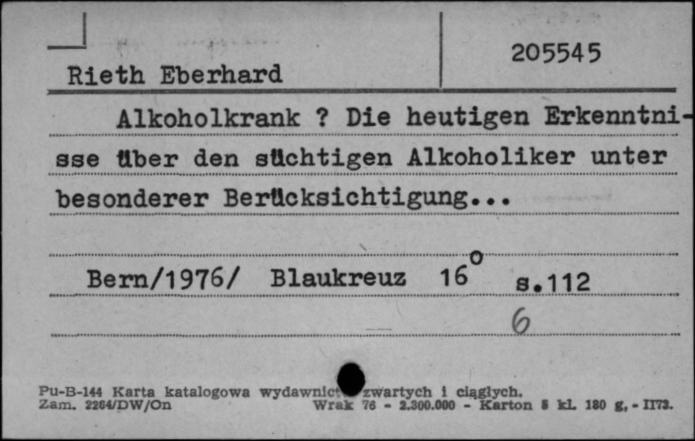 205545
Rieth Eberhard
Alkoholkrank ? Die heutigen Erkenntni-
sse über den süchtigen Alkoholiker unter
besonderer Berücksichtigung...
Bern/1976/ Blaukreuz 16° s.112
6
Pu-B-144 Karta katalogowa wydawnict zwartych i ciągłych.
Zam. 2264/DW/On Wrak 76 - 2.300.000 - Karton 5 kl. 180 g, - II73.